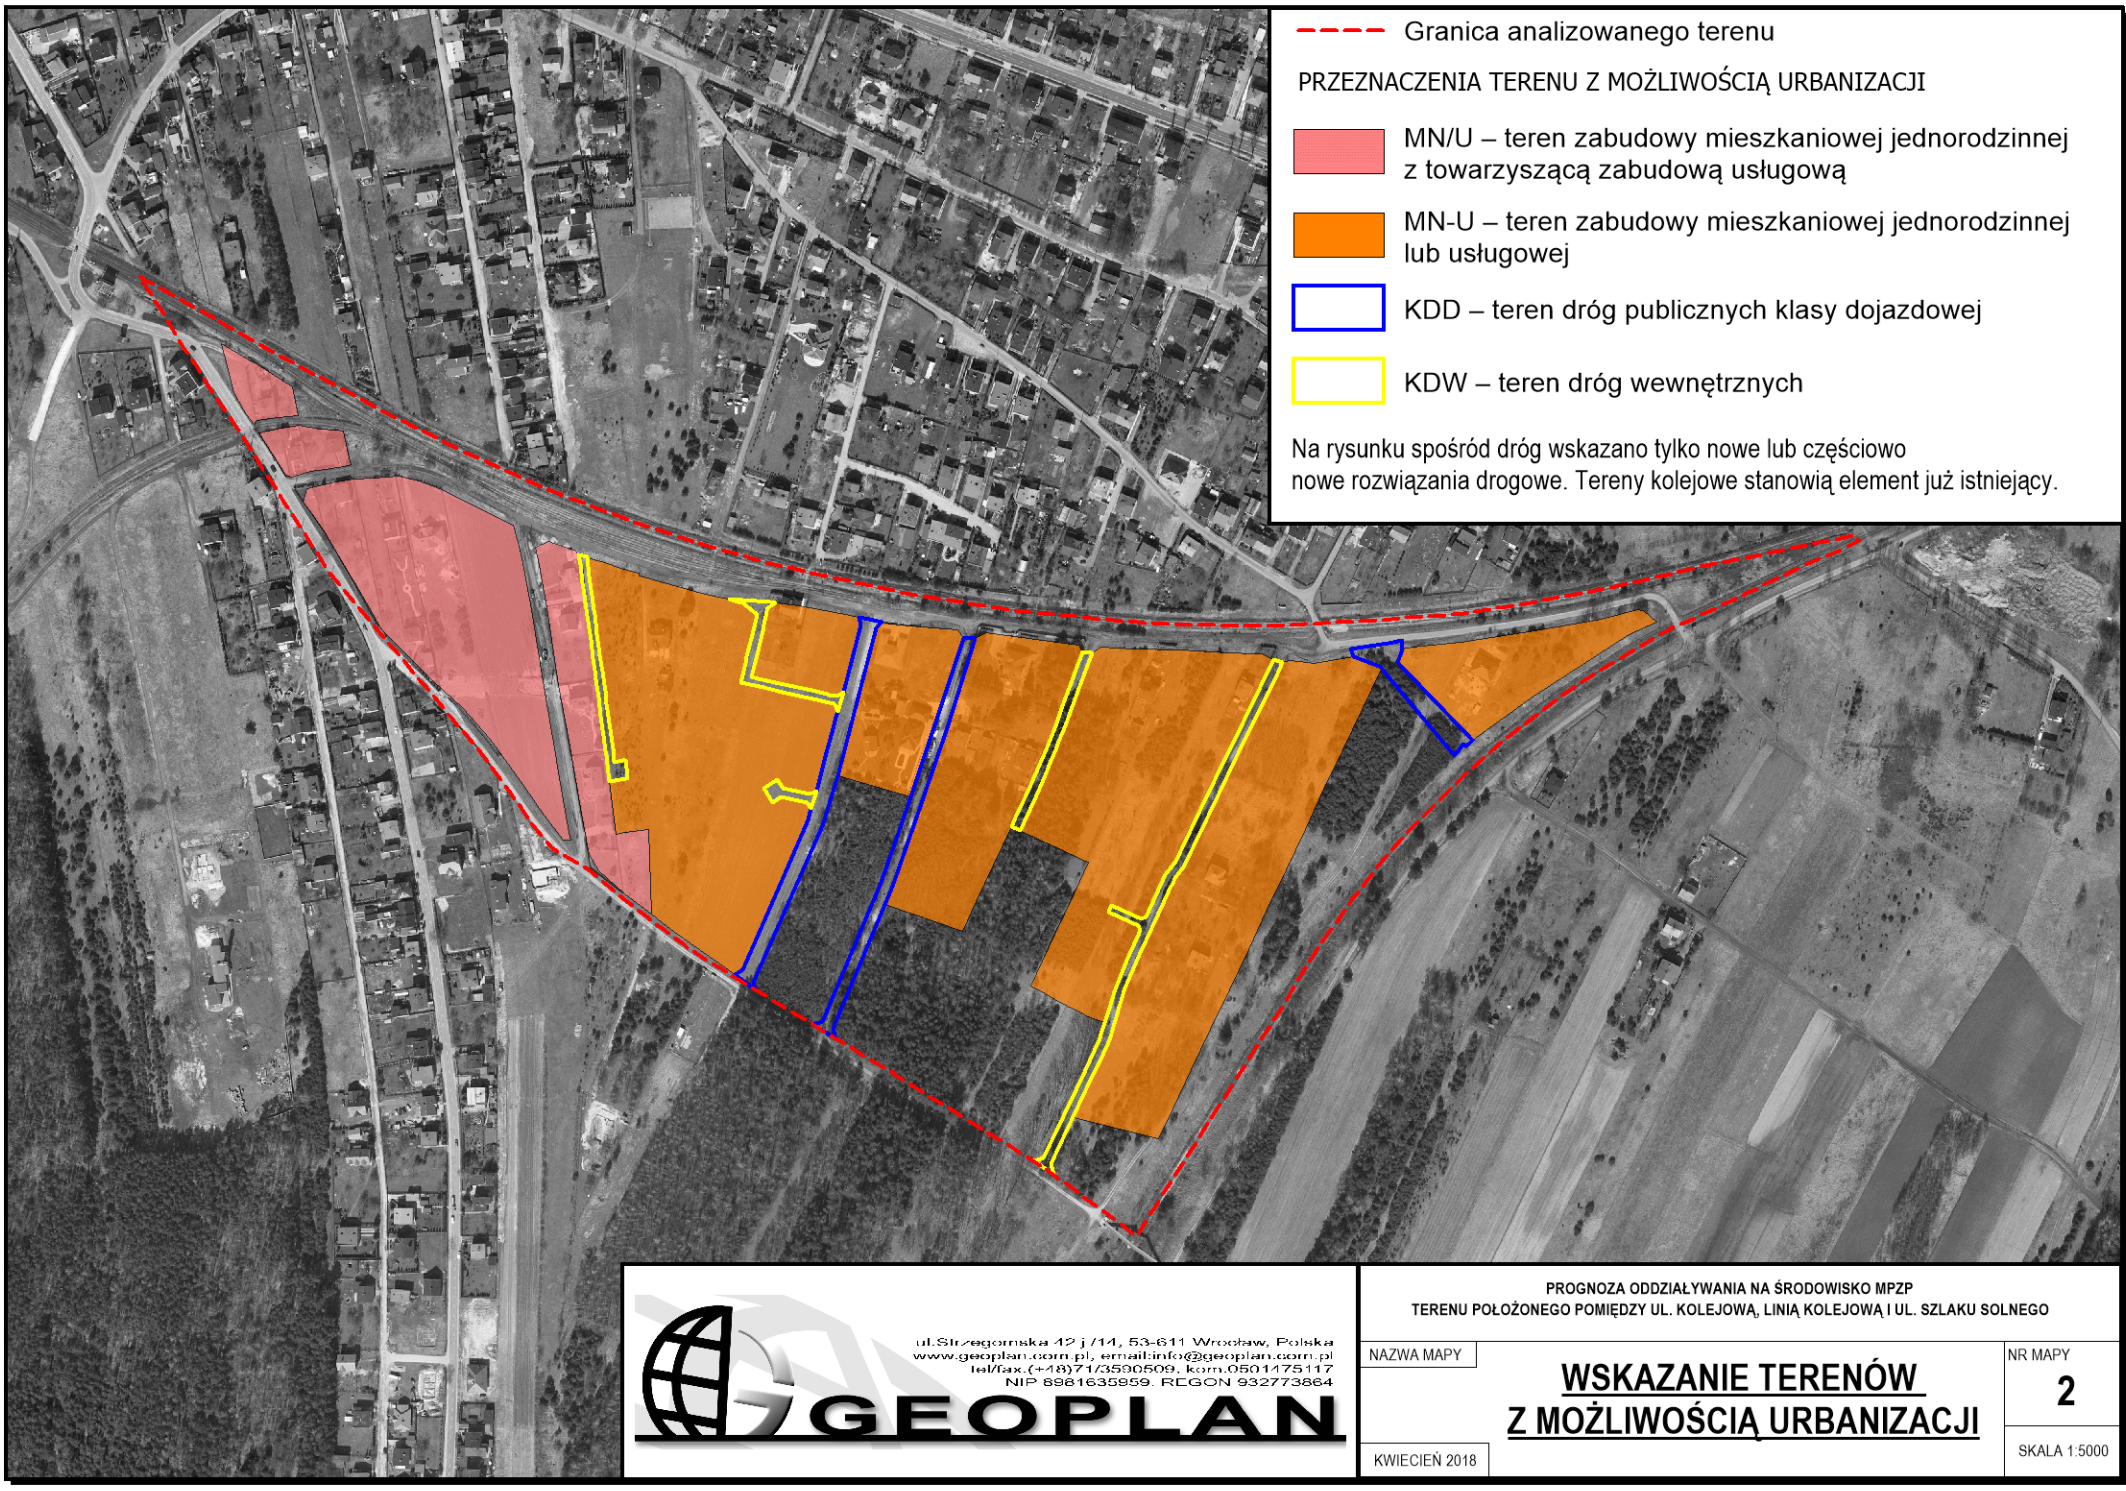 Granica analizowanego terenu
PRZEZNACZENIA TERENU Z MOŻLIWOŚCIĄ URBANIZACJI
MN/U – teren zabudowy mieszkaniowej jednorodzinnej
z towarzyszącą zabudową usługową
MN-U – teren zabudowy mieszkaniowej jednorodzinnej
lub usługowej
KDD – teren dróg publicznych klasy dojazdowej
KDW – teren dróg wewnętrznych
Na rysunku spośród dróg wskazano tylko nowe lub częściowo
nowe rozwiązania drogowe. Tereny kolejowe stanowią element już istniejący.
ul.Strzegomska 42 j /14, 53-611 Wrocław, Polska
www.geoplan.com.pl, email:info@geoplan.com.pl
tel/fax.(+48)71/3590509, kom.0501475117
NIP 8981635959. REGON 932773864
GEOPLAN
PROGNOZA ODDZIAŁYWANIA NA ŚRODOWISKO MPZP
TERENU POŁOŻONEGO POMIĘDZY UL. KOLEJOWĄ, LINIĄ KOLEJOWĄ I UL. SZLAKU SOLNEGO
NAZWA MAPY
WSKAZANIE TERENÓW
Z MOŻLIWOŚCIĄ URBANIZACJI
KWIECIEŃ 2018
NR MAPY
2
SKALA 1:5000